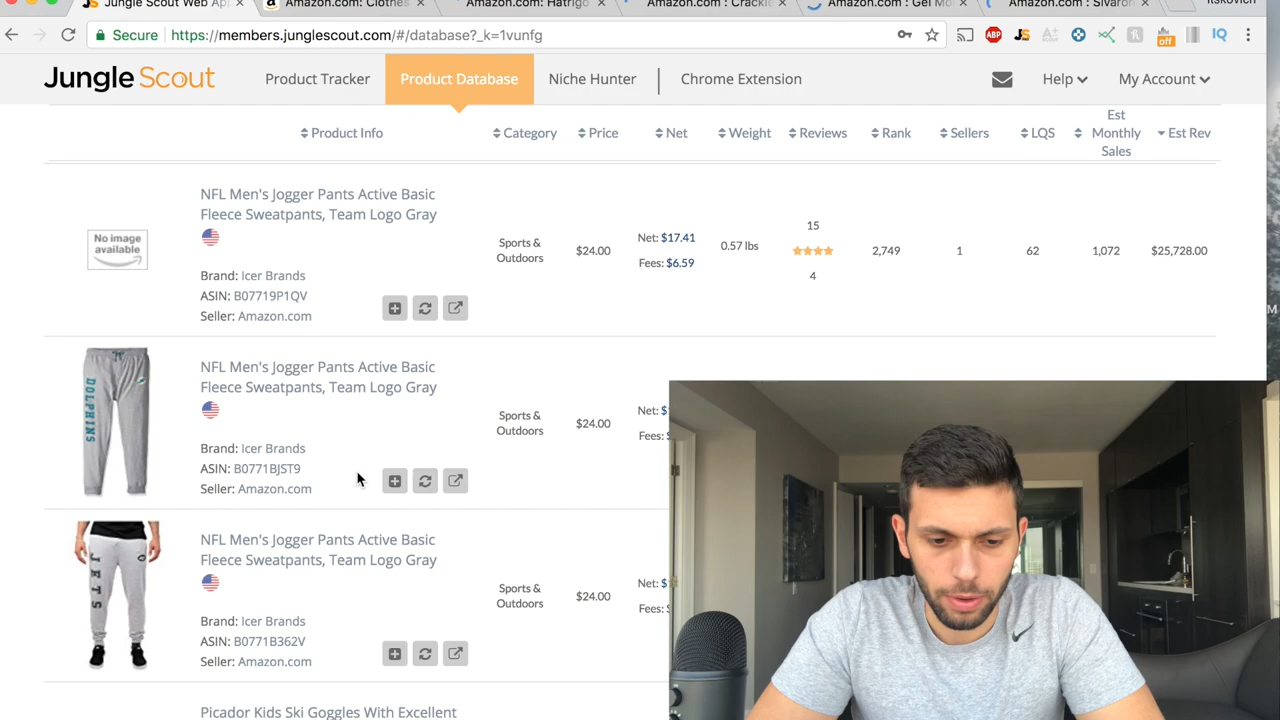 Jungle Scout Web App
Amazon.com: Clothes
Amazon.com: Hatrigo
Amazon.com : Crackle
Amazon.com : Gel Mo
Amazon.com : Sivaron
Itskovich
Secure
https://members.junglescout.com/#/database?_k=1vunfg
ABP
JS
off
IQ
Jungle Scout
Product Tracker
Product Database
Niche Hunter
Chrome Extension
Help
My Account
Product Info
Category
Price
Net
Weight
Reviews
Rank
Sellers
LQS
Est
Monthly
Sales
Est Rev
No image
available
NFL Men's Jogger Pants Active Basic
Fleece Sweatpants, Team Logo Gray
Brand: Icer Brands
ASIN: B07719P1QV
Seller: Amazon.com
Sports &
Outdoors
$24.00
Net: $17.41
Fees: $6.59
0.57 lbs
15
4
2,749
1
62
1,072
$25,728.00
DOLPHINS
NFL Men's Jogger Pants Active Basic
Fleece Sweatpants, Team Logo Gray
Brand: Icer Brands
ASIN: B0771BJST9
Seller: Amazon.com
Sports &
Outdoors
$24.00
Net: $
Fees:
JETS
NFL Men's Jogger Pants Active Basic
Fleece Sweatpants, Team Logo Gray
Brand: Icer Brands
ASIN: B0771B362V
Seller: Amazon.com
Sports &
Outdoors
$24.00
Net: $
Fees:
Picador Kids Ski Goggles With Excellent